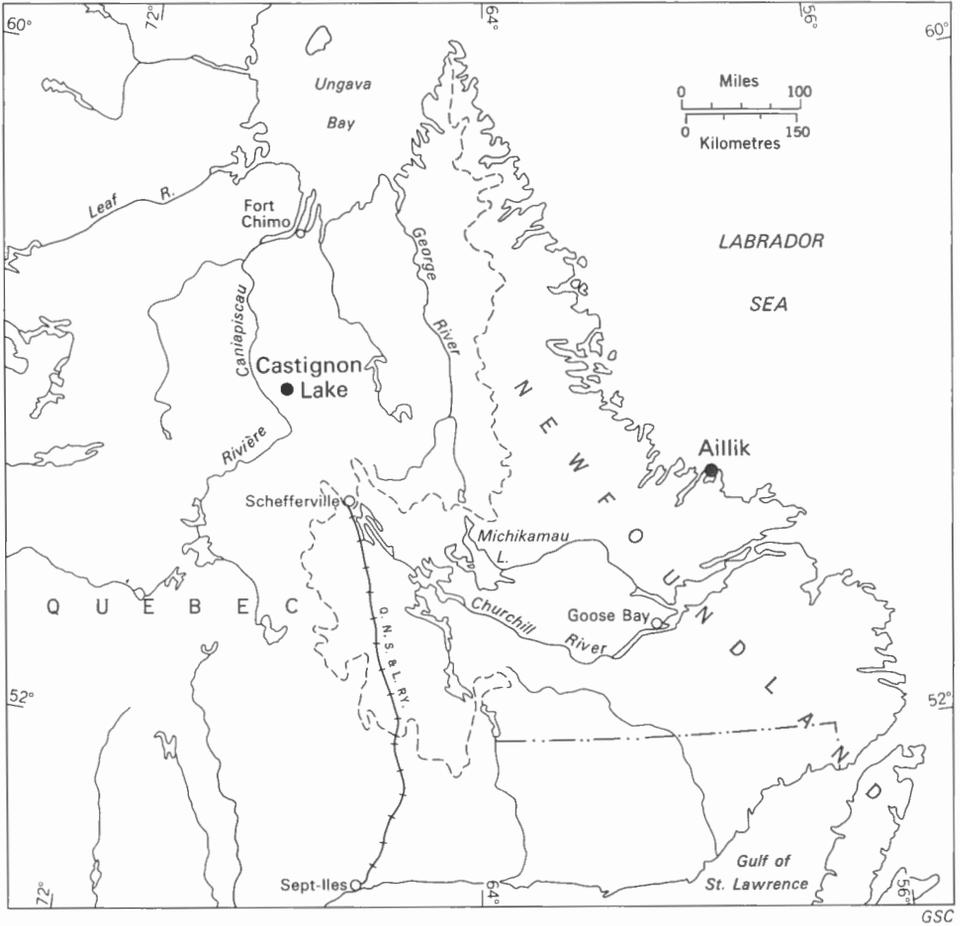 60°
72°
64°
56°
60°
Ungava
Bay
Miles
0 100
0 150
Kilometres
Leaf R.
Fort
Chimo
George
River
LABRADOR
SEA
Caniapiscau
Rivière
Castignon
Lake
Aillik
Schefferville
Michikamau
L.
NEWFOUNDLAND
QUEBEC
Churchill
River
Goose Bay
Q. N. S. & L. RY.
52°
52°
Sept-Iles
Gulf of
St. Lawrence
72°
64°
56°
GSC